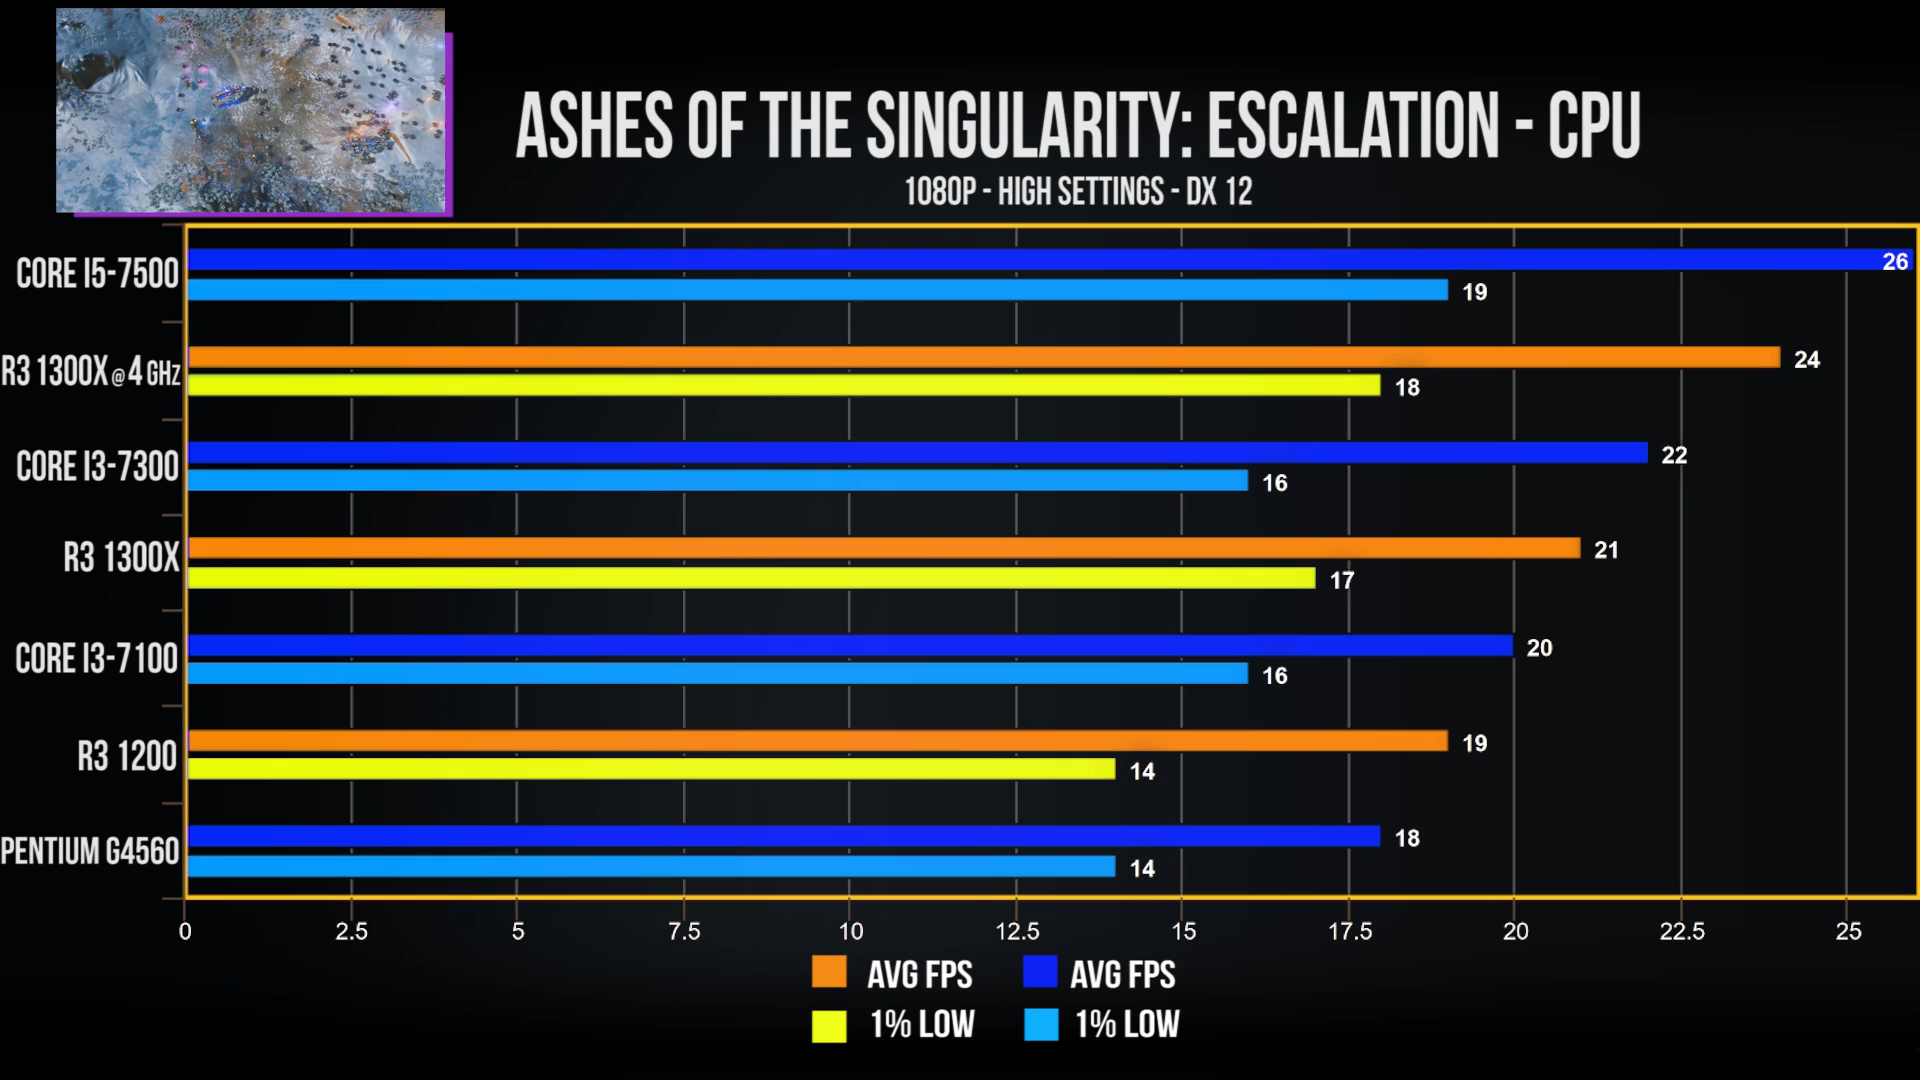 ASHES OF THE SINGULARITY: ESCALATION - CPU
1080P - HIGH SETTINGS - DX 12
CORE I5-7500
26
19
R3 1300X @ 4 GHz
24
18
CORE I3-7300
22
16
R3 1300X
21
17
CORE I3-7100
20
16
R3 1200
19
14
PENTIUM G4560
18
14
0 2.5 5 7.5 10 12.5 15 17.5 20 22.5 25
AVG FPS AVG FPS
1% LOW 1% LOW